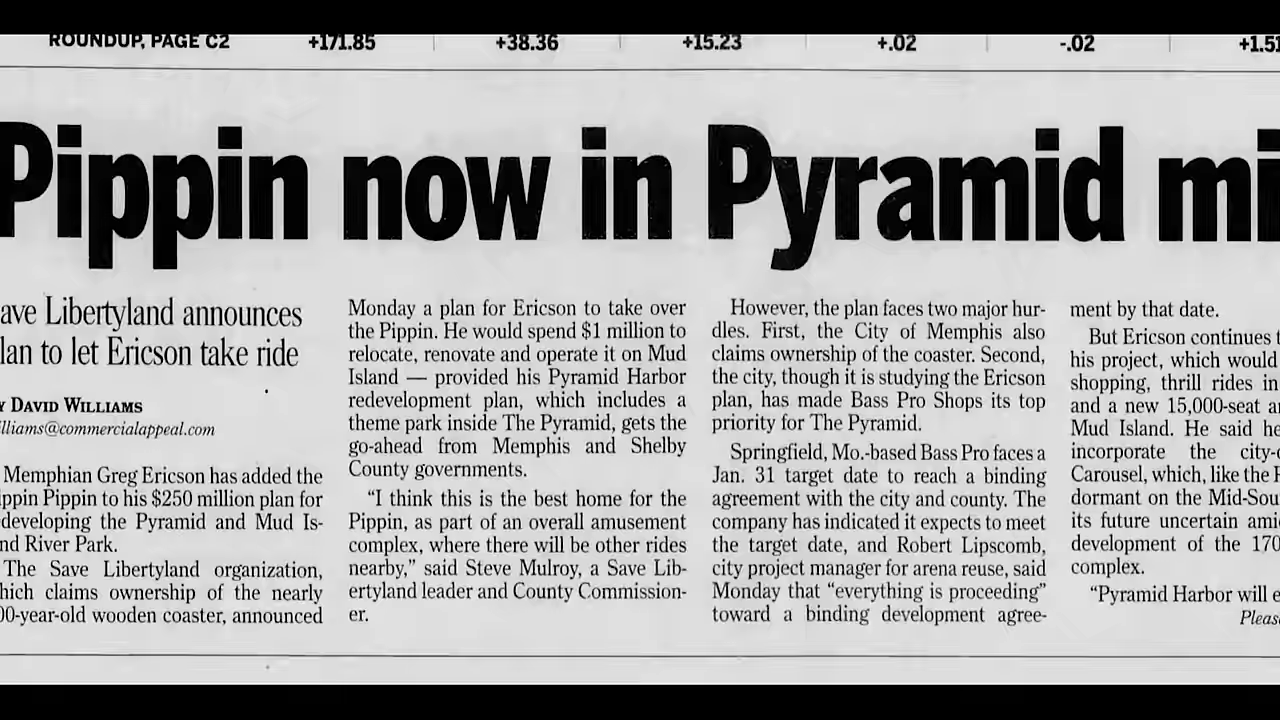 ROUNDUP, PAGE C2 +171.85 +38.36 +15.23 +.02 -.02 +1.51
Pippin now in Pyramid mi
ave Libertyland announces
lan to let Ericson take ride
y DAVID WILLIAMS
lliams@commercialappeal.com
Memphian Greg Ericson has added the
ippin Pippin to his $250 million plan for
developing the Pyramid and Mud Is-
nd River Park.
The Save Libertyland organization,
hich claims ownership of the nearly
00-year-old wooden coaster, announced
Monday a plan for Ericson to take over
the Pippin. He would spend $1 million to
relocate, renovate and operate it on Mud
Island — provided his Pyramid Harbor
redevelopment plan, which includes a
theme park inside The Pyramid, gets the
go-ahead from Memphis and Shelby
County governments.
“I think this is the best home for the
Pippin, as part of an overall amusement
complex, where there will be other rides
nearby,” said Steve Mulroy, a Save Lib-
ertyland leader and County Commission-
er.
However, the plan faces two major hur-
dles. First, the City of Memphis also
claims ownership of the coaster. Second,
the city, though it is studying the Ericson
plan, has made Bass Pro Shops its top
priority for The Pyramid.
Springfield, Mo.-based Bass Pro faces a
Jan. 31 target date to reach a binding
agreement with the city and county. The
company has indicated it expects to meet
the target date, and Robert Lipscomb,
city project manager for arena reuse, said
Monday that “everything is proceeding”
toward a binding development agree-
ment by that date.
But Ericson continues t
his project, which would
shopping, thrill rides in
and a new 15,000-seat a
Mud Island. He said he
incorporate the city-
Carousel, which, like the P
dormant on the Mid-Sou
its future uncertain ami
development of the 170
complex.
“Pyramid Harbor will e
Pleas